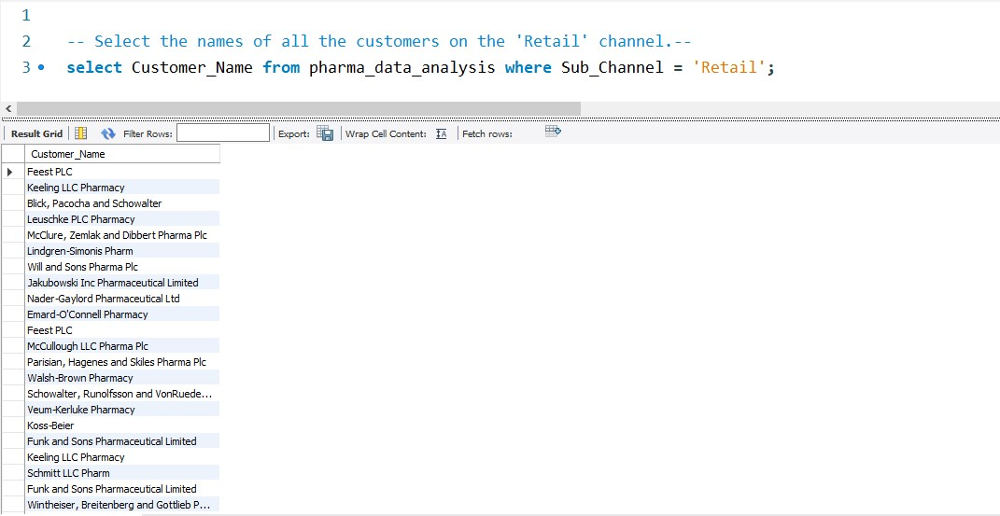 1
2 -- Select the names of all the customers on the 'Retail' channel.--
3 select Customer_Name from pharma_data_analysis where Sub_Channel = 'Retail';
Result Grid Filter Rows: Export: Wrap Cell Content: IA Fetch rows:
Customer_Name
Feest PLC
Keeling LLC Pharmacy
Blick, Pacocha and Schowalter
Leuschke PLC Pharmacy
McClure, Zemlak and Dibbert Pharma Plc
Lindgren-Simonis Pharm
Will and Sons Pharma Plc
Jakubowski Inc Pharmaceutical Limited
Nader-Gaylord Pharmaceutical Ltd
Emard-O'Connell Pharmacy
Feest PLC
McCullough LLC Pharma Plc
Parisian, Hagenes and Skiles Pharma Plc
Walsh-Brown Pharmacy
Schowalter, Runolfsson and VonRuede...
Veum-Kerluke Pharmacy
Koss-Beier
Funk and Sons Pharmaceutical Limited
Keeling LLC Pharmacy
Schmitt LLC Pharm
Funk and Sons Pharmaceutical Limited
Wintheiser, Breitenberg and Gottlieb P...